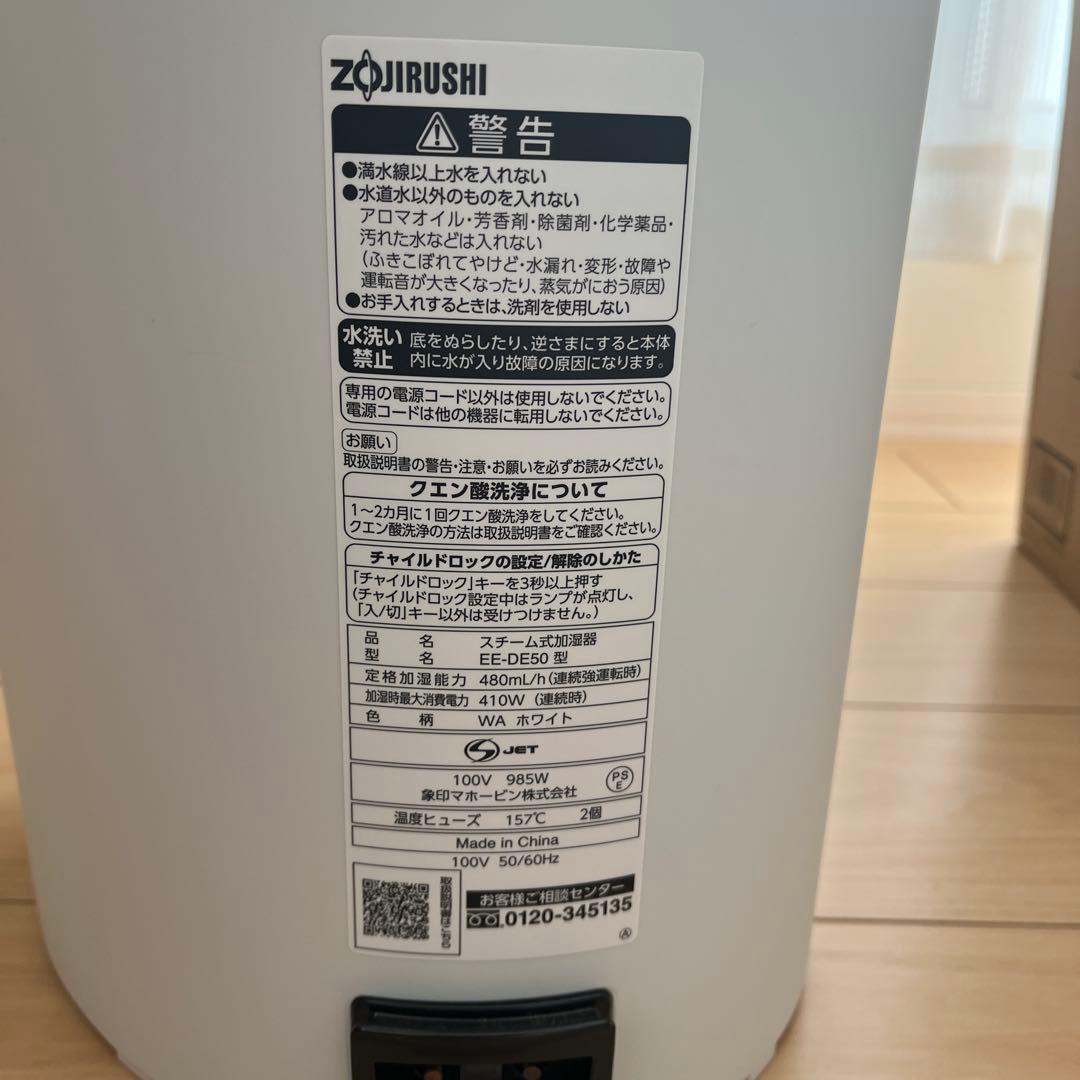 ZOJIRUSHI
警告
●満水線以上水を入れない
●水道水以外のものを入れない
アロマオイル・芳香剤・除菌剤・化学薬品・
汚れた水などは入れない
(ふきこぼれてやけど・水漏れ・変形・故障や
運転音が大きくなったり、蒸気がにおう原因)
●お手入れするときは、洗剤を使用しない
水洗い
禁止
底をぬらしたり、逆さまにすると本体
内に水が入り故障の原因になります。
専用の電源コード以外は使用しないでください。
電源コードは他の機器に転用しないでください。
お願い
取扱説明書の警告・注意・お願いを必ずお読みください。
クエン酸洗浄について
1〜2カ月に1回クエン酸洗浄をしてください。
クエン酸洗浄の方法は取扱説明書をご確認ください。
チャイルドロックの設定/解除のしかた
「チャイルドロック」キーを3秒以上押す
(チャイルドロック設定中はランプが点灯し、
「入/切」キー以外は受けつけません。)
品名 スチーム式加湿器
型名 EE-DE50 型
定格加湿能力 480mL/h(連続強運転時)
加湿時最大消費電力 410W (連続時)
色柄 WA ホワイト
JET
100V 985W
PSE
象印マホービン株式会社
温度ヒューズ 157℃ 2個
Made in China
100V 50/60Hz
取扱説明書はこちら
お客様ご相談センター
0120-345135
A